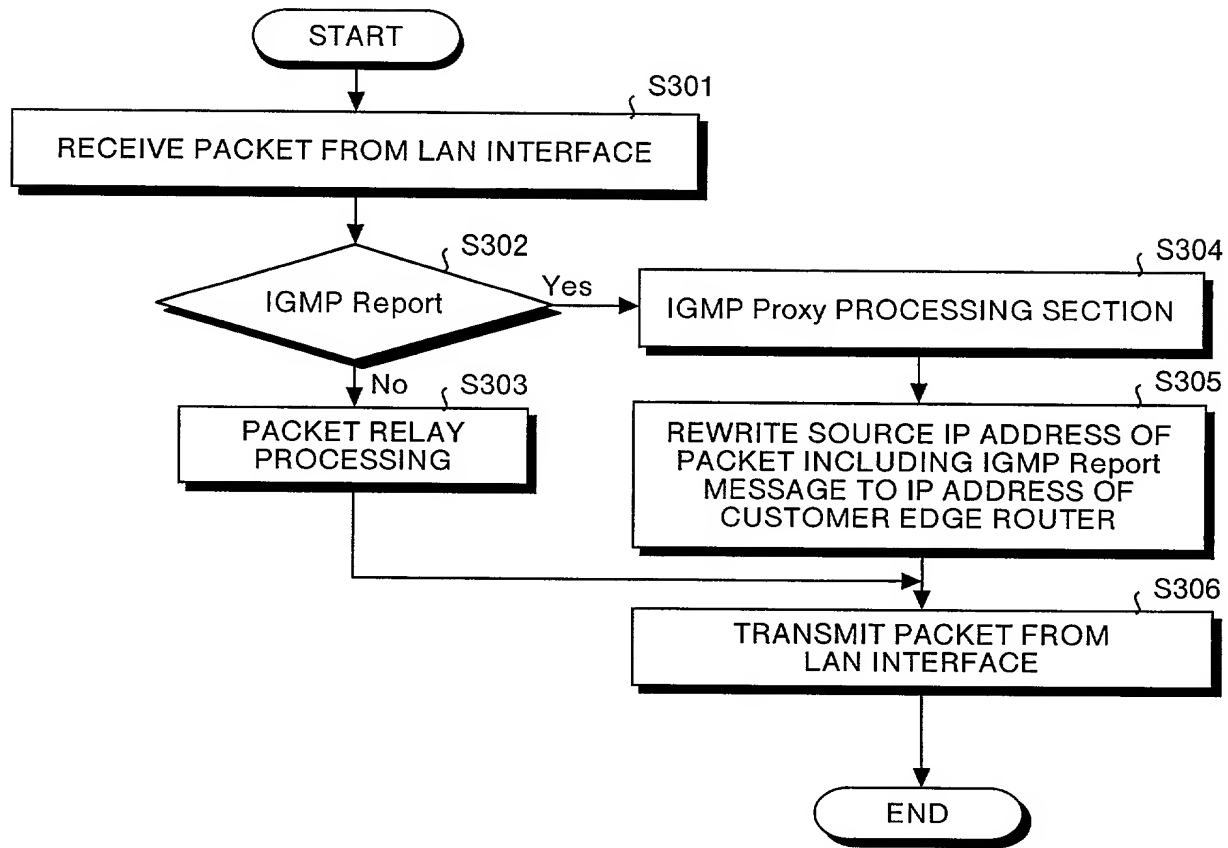 START
S301
RECEIVE PACKET FROM LAN INTERFACE
S302
IGMP Report
Yes
No
S303
PACKET RELAY
PROCESSING
S304
IGMP Proxy PROCESSING SECTION
S305
REWRITE SOURCE IP ADDRESS OF
PACKET INCLUDING IGMP Report
MESSAGE TO IP ADDRESS OF
CUSTOMER EDGE ROUTER
S306
TRANSMIT PACKET FROM
LAN INTERFACE
END